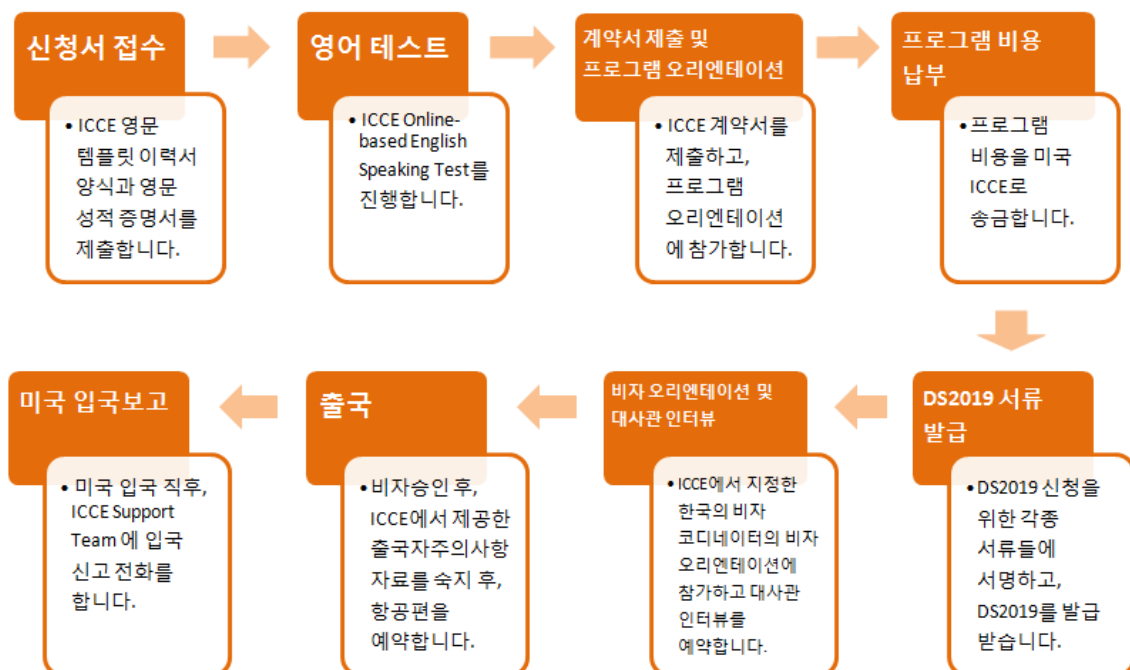 신청서 접수
• ICCE 영문
템플릿 이력서
양식과 영문
성적 증명서를
제출합니다.
영어 테스트
• ICCE Online-
based English
Speaking Test를
진행합니다.
계약서 제출 및
프로그램 오리엔테이션
• ICCE 계약서를
제출하고,
프로그램
오리엔테이션
에 참가합니다.
프로그램 비용
납부
• 프로그램
비용을 미국
ICCE로
송금합니다.
DS2019 서류
발급
• DS2019 신청을
위한 각종
서류들에
서명하고,
DS2019를 발급
받습니다.
비자 오리엔테이션 및
대사관 인터뷰
• ICCE에서 지정한
한국의 비자
코디네이터의 비자
오리엔테이션에
참가하고 대사관
인터뷰를
예약합니다.
출국
• 비자승인 후,
ICCE에서 제공한
출국자주의사항
자료를 숙지 후,
항공편을
예약합니다.
미국 입국보고
• 미국 입국 직후,
ICCE Support
Team 에 입국
신고 전화를
합니다.